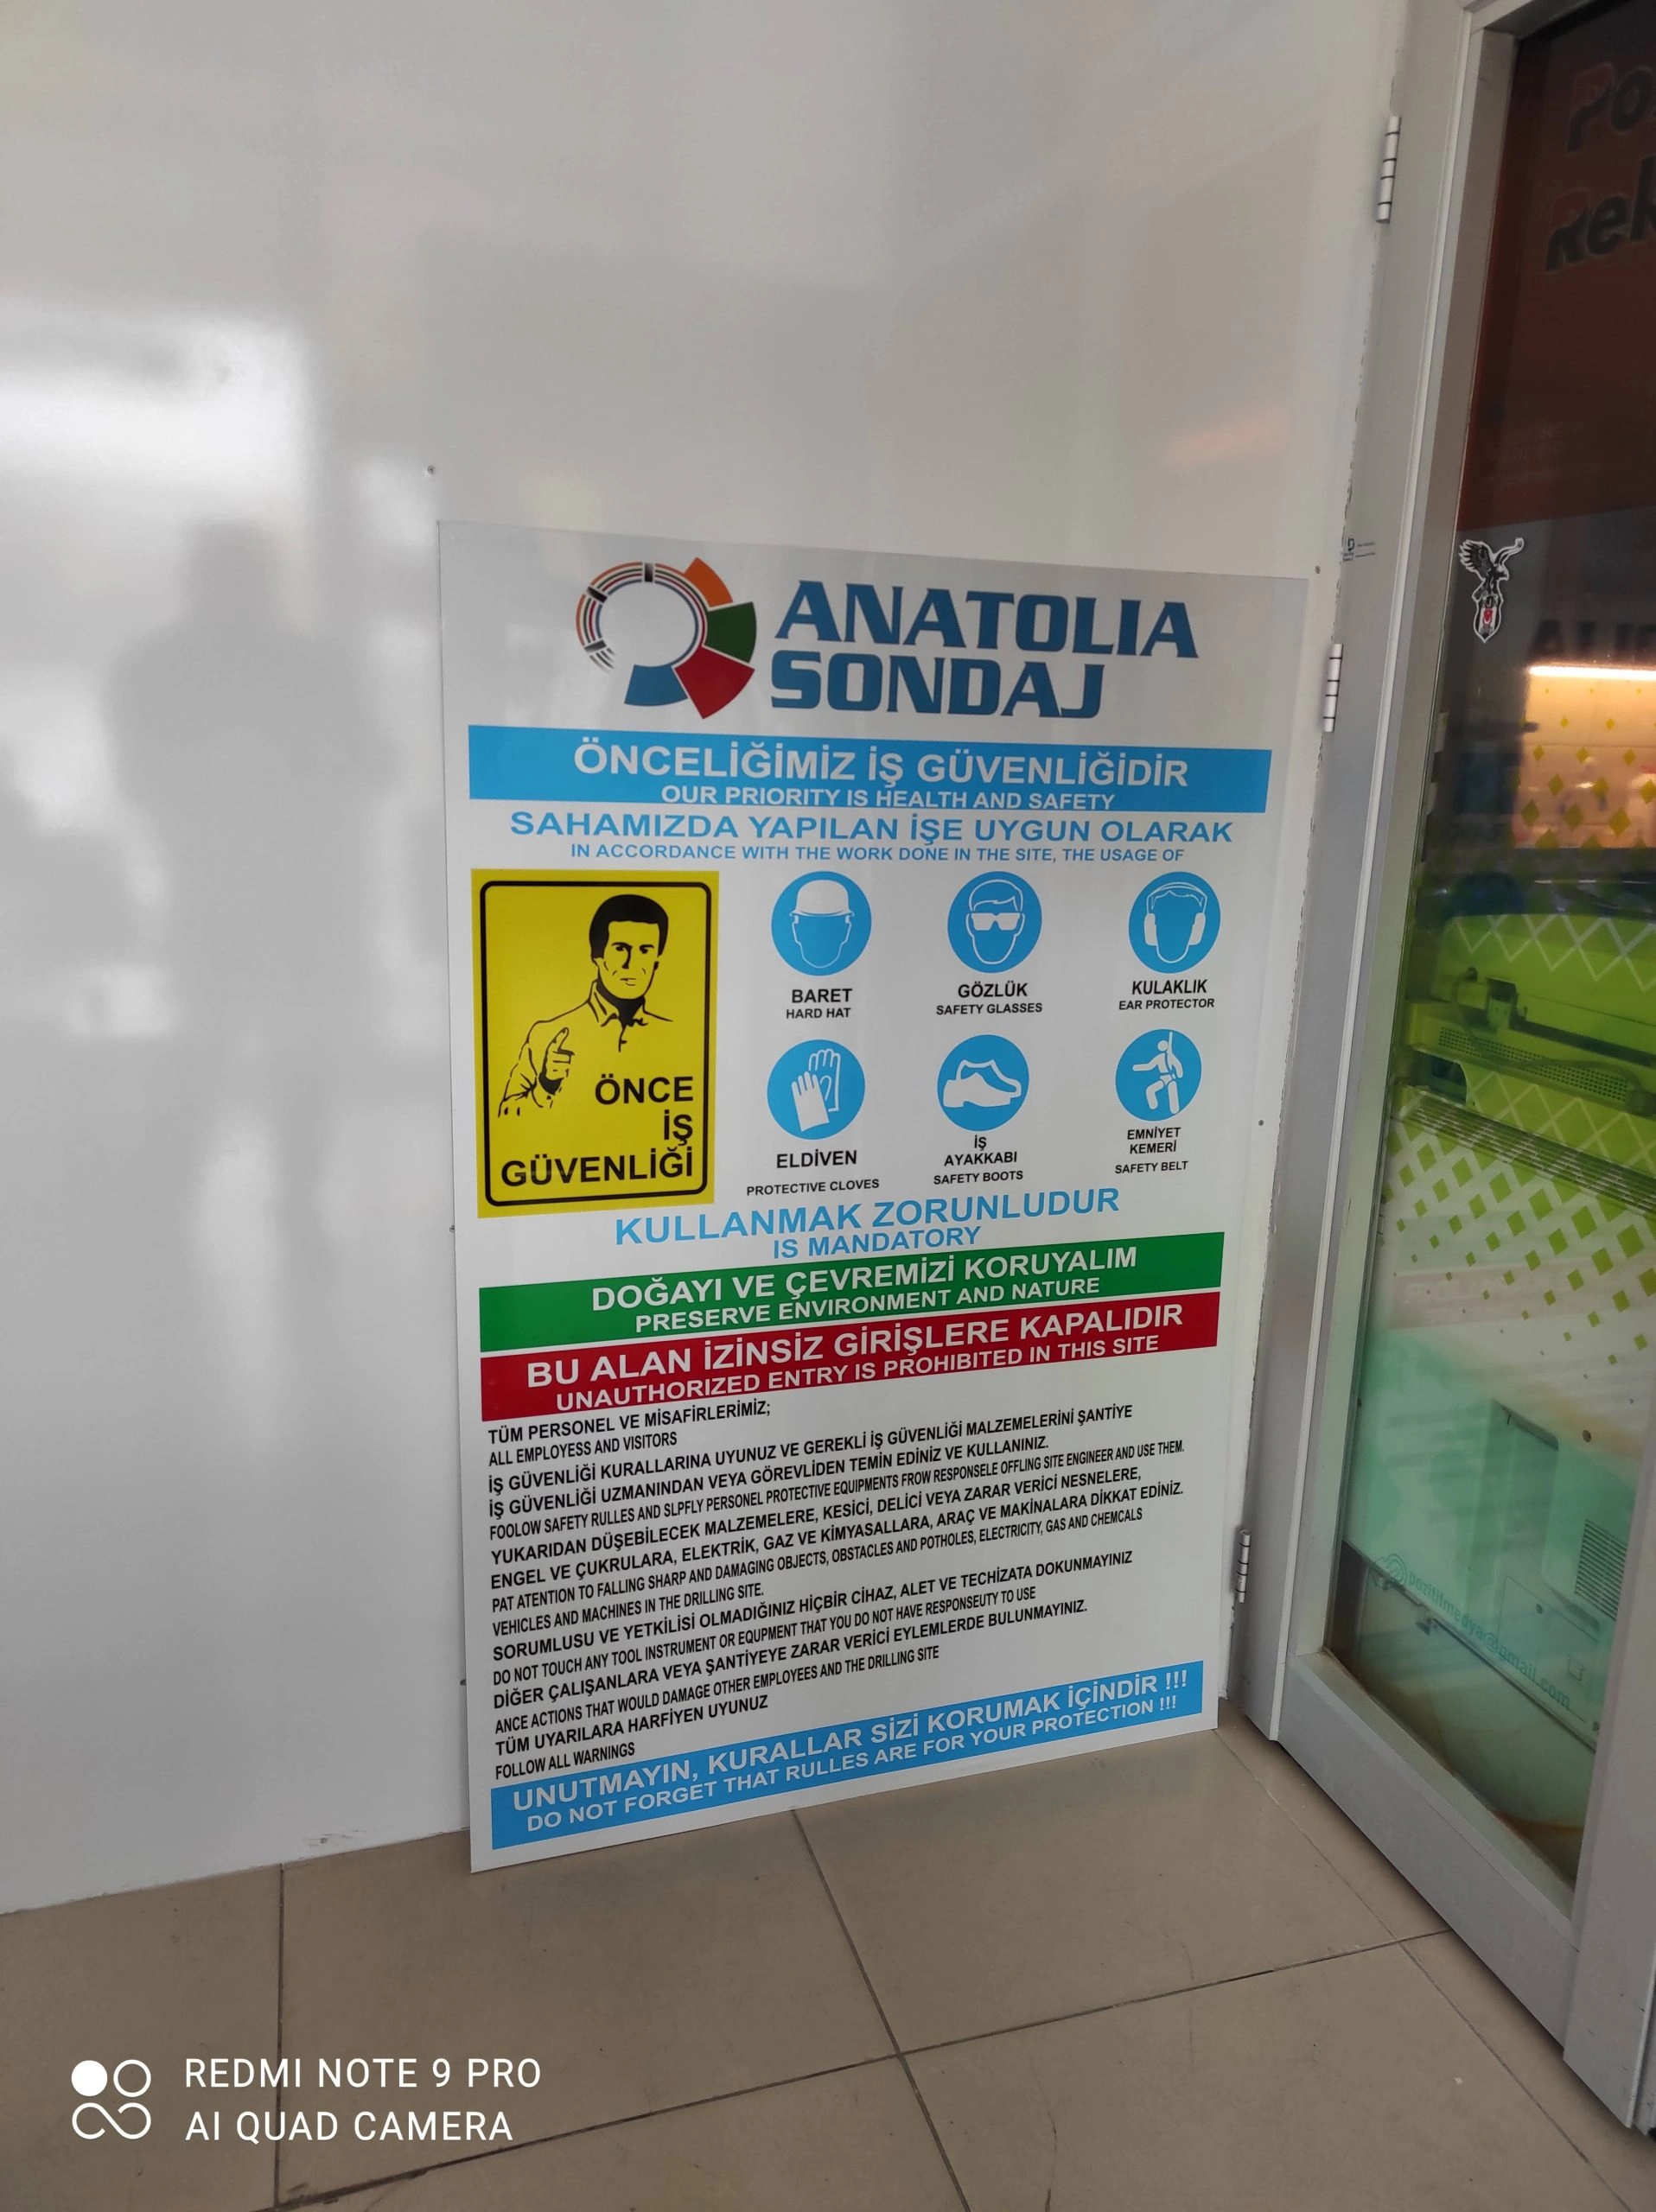 ANATOLIA
SONDAJ
ÖNCELİĞİMİZ İŞ GÜVENLİĞİDİR
OUR PRIORITY IS HEALTH AND SAFETY
SAHAMIZDA YAPILAN İŞE UYGUN OLARAK
IN ACCORDANCE WITH THE WORK DONE IN THE SITE, THE USAGE OF
ÖNCE
İŞ
GÜVENLİĞİ
BARET
HARD HAT
GÖZLÜK
SAFETY GLASSES
KULAKLIK
EAR PROTECTOR
ELDİVEN
PROTECTIVE CLOVES
İŞ
AYAKKABI
SAFETY BOOTS
EMNİYET
KEMERİ
SAFETY BELT
KULLANMAK ZORUNLUDUR
IS MANDATORY
DOĞAYI VE ÇEVREMİZİ KORUYALIM
PRESERVE ENVIRONMENT AND NATURE
BU ALAN İZİNSİZ GİRİŞLERE KAPALIDIR
UNAUTHORIZED ENTRY IS PROHIBITED IN THIS SITE
TÜM PERSONEL VE MİSAFİRLERİMİZ;
ALL EMPLOYESS AND VISITORS
İŞ GÜVENLİĞİ KURALLARINA UYUNUZ VE GEREKLİ İŞ GÜVENLİĞİ MALZEMELERİNİ ŞANTİYE
İŞ GÜVENLİĞİ UZMANINDAN VEYA GÖREVLİDEN TEMİN EDİNİZ VE KULLANINIZ.
FOOLOW SAFETY RULLES AND SLPFLY PERSONEL PROTECTIVE EQUIPMENTS FROW RESPONSELE OFFLING SITE ENGINEER AND USE THEM.
YUKARIDAN DÜŞEBİLECEK MALZEMELERE, KESİCİ, DELİCİ VEYA ZARAR VERİCİ NESNELERE,
ENGEL VE ÇUKRULARA, ELEKTRİK, GAZ VE KİMYASALLARA, ARAÇ VE MAKİNALARA DİKKAT EDİNİZ.
PAT ATENTION TO FALLING SHARP AND DAMAGING OBJECTS, OBSTACLES AND POTHOLES, ELECTRICITY, GAS AND CHEMCALS
VEHICLES AND MACHINES IN THE DRILLING SITE.
SORUMLUSU VE YETKİLİSİ OLMADIĞINIZ HİÇBİR CİHAZ, ALET VE TECHİZATA DOKUNMAYINIZ
DO NOT TOUCH ANY TOOL INSTRUMENT OR EQUPMENT THAT YOU DO NOT HAVE RESPONSEUTY TO USE
DİĞER ÇALIŞANLARA VEYA ŞANTİYEYE ZARAR VERİCİ EYLEMLERDE BULUNMAYINIZ.
ANCE ACTIONS THAT WOULD DAMAGE OTHER EMPLOYEES AND THE DRILLING SITE
TÜM UYARILARA HARFİYEN UYUNUZ
FOLLOW ALL WARNINGS
UNUTMAYIN, KURALLAR SİZİ KORUMAK İÇİNDİR !!!
DO NOT FORGET THAT RULLES ARE FOR YOUR PROTECTION !!!
pozitifmedya@gmail.com
REDMI NOTE 9 PRO
AI QUAD CAMERA